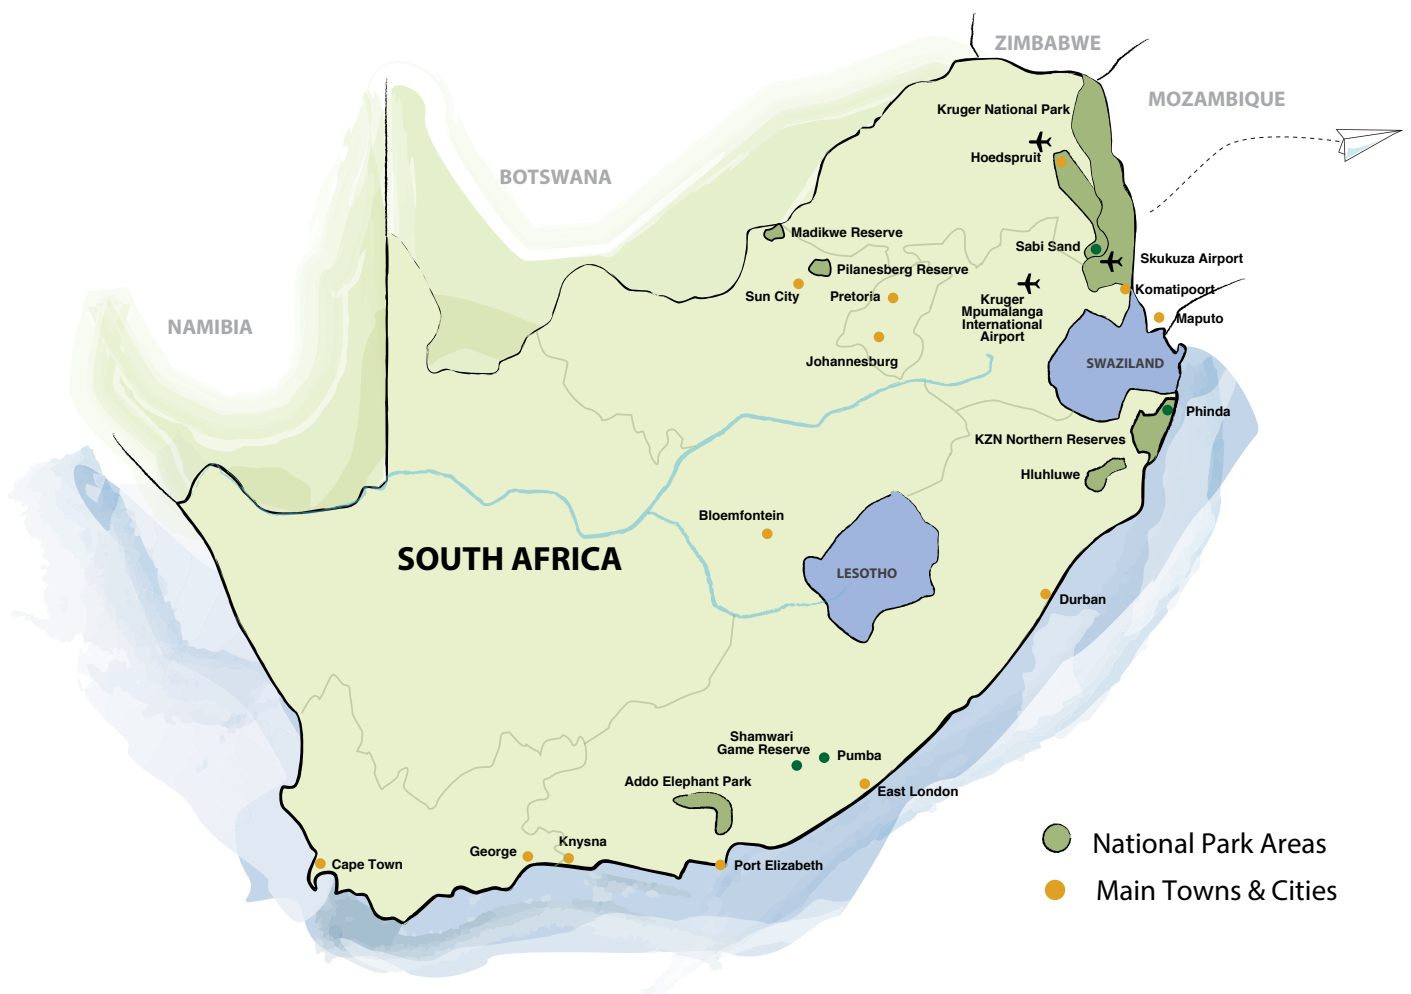 ZIMBABWE
MOZAMBIQUE
Kruger National Park
Hoedspruit
BOTSWANA
Madikwe Reserve
Sabi Sand
Skukuza Airport
Pilanesberg Reserve
Sun City
Pretoria
Komatipoort
Kruger
Mpumalanga
International
Airport
Maputo
NAMIBIA
Johannesburg
SWAZILAND
Phinda
KZN Northern Reserves
Hluhluwe
Bloemfontein
SOUTH AFRICA
LESOTHO
Durban
Shamwari
Game Reserve
Pumba
Addo Elephant Park
East London
Knysna
George
Cape Town
Port Elizabeth
National Park Areas
Main Towns & Cities